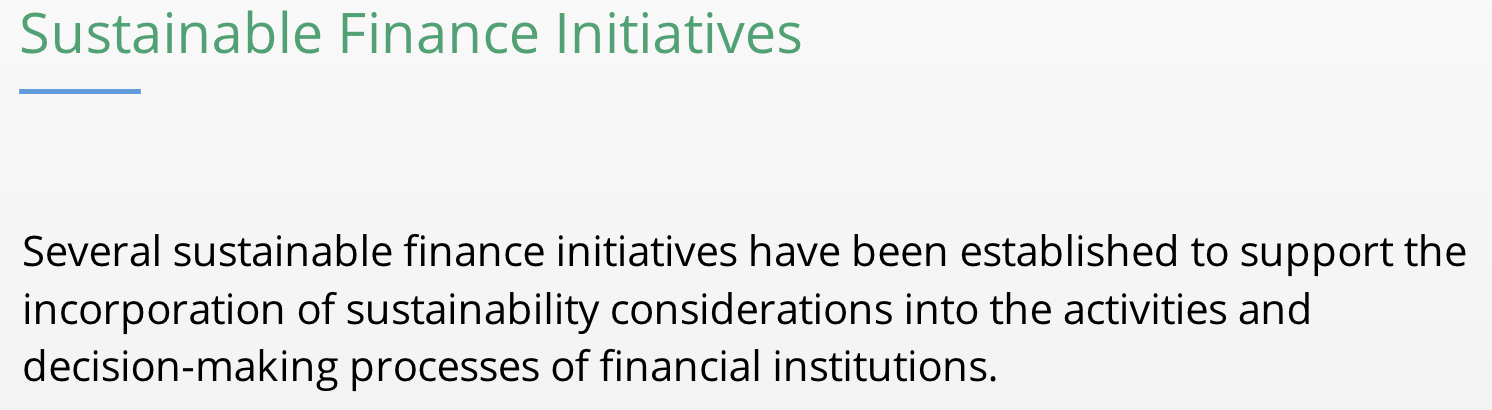 Sustainable Finance Initiatives
Several sustainable finance initiatives have been established to support the
incorporation of sustainability considerations into the activities and
decision-making processes of financial institutions.